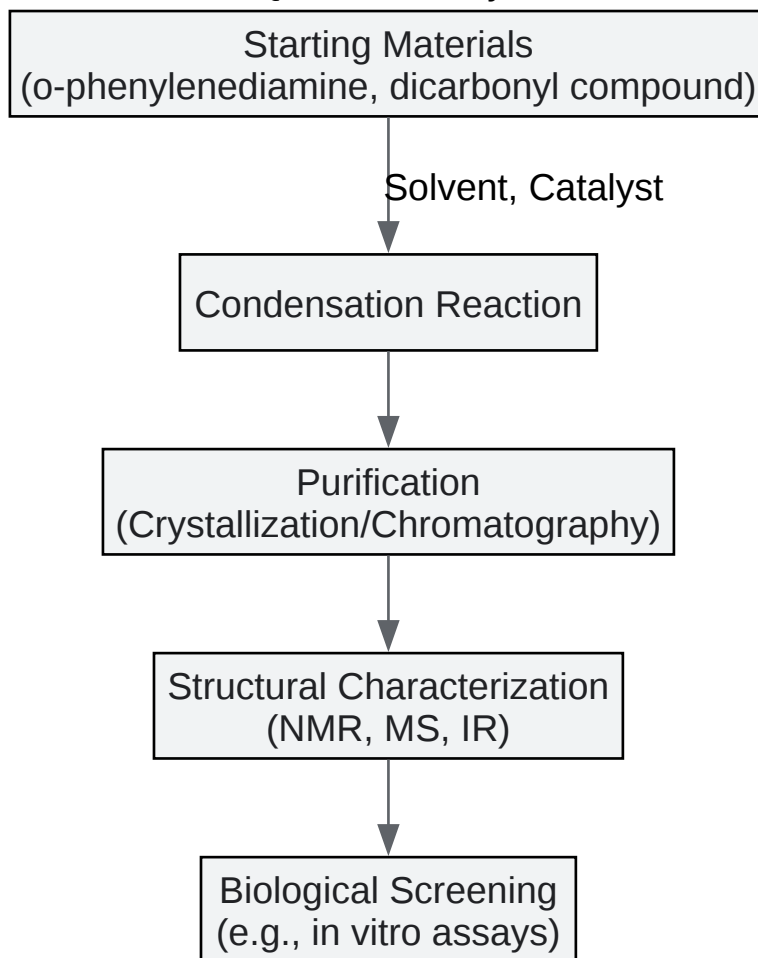 Starting Materials
(o-phenylenediamine, dicarbonyl compound)
Solvent, Catalyst
Condensation Reaction
Purification
(Crystallization/Chromatography)
Structural Characterization
(NMR, MS, IR)
Biological Screening
(e.g., in vitro assays)